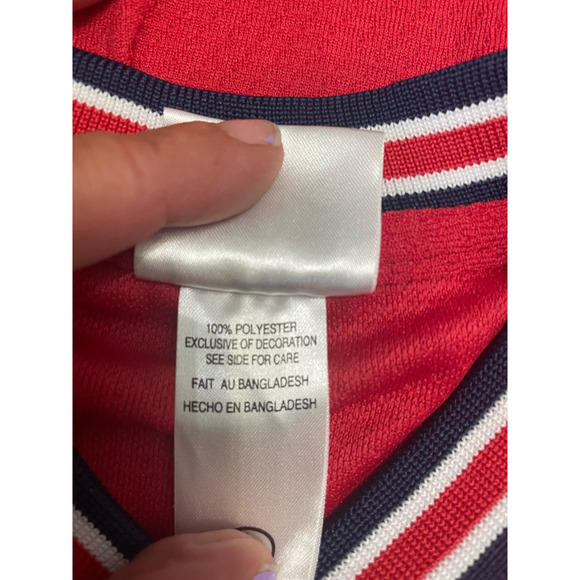 100% POLYESTER
EXCLUSIVE OF DECORATION
SEE SIDE FOR CARE
FAIT AU BANGLADESH
HECHO EN BANGLADESH